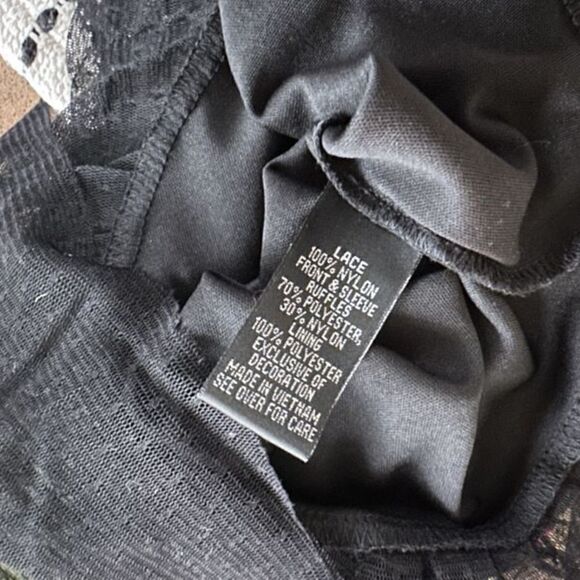 LACE
100% NYLON
FRONT & SLEEVE
RUFFLES
70% POLYESTER,
30% NYLON
LINING
100% POLYESTER
EXCLUSIVE OF
DECORATION
MADE IN VIETNAM
SEE OVER FOR CARE